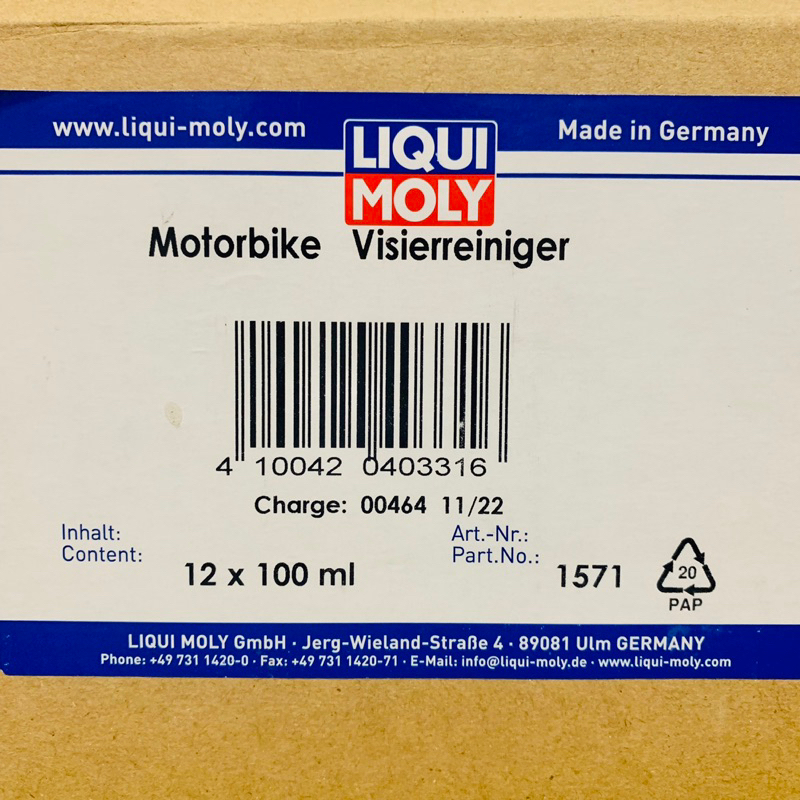 www.liqui-moly.com
LIQUI
MOLY
Made in Germany
Motorbike Visierreiniger
4 10042 0403316
Charge: 00464 11/22
Inhalt:
Content:
12 x 100 ml
Art.-Nr.:
Part.No.:
1571
20
PAP
LIQUI MOLY GmbH · Jerg-Wieland-Straße 4 · 89081 Ulm GERMANY
Phone: +49 731 1420-0 · Fax: +49 731 1420-71 · E-Mail: info@liqui-moly.de · www.liqui-moly.com